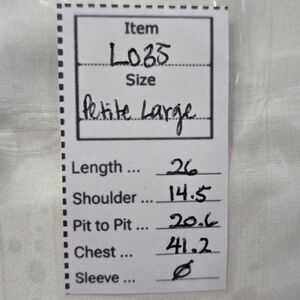 Item
L035
Size
Petite Large
Length ... 26
Shoulder ... 14.5
Pit to Pit ... 20.6
Chest ... 41.2
Sleeve ... Ø